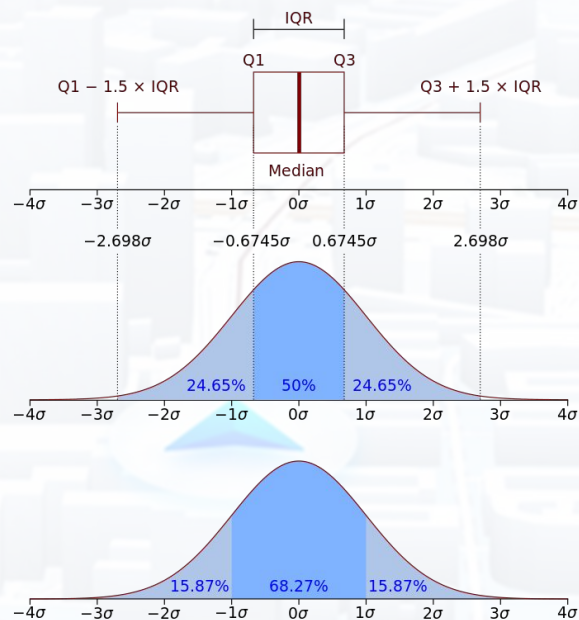 IQR
Q1 Q3
Q1 − 1.5 × IQR Q3 + 1.5 × IQR
Median
−4σ −3σ −2σ −1σ 0σ 1σ 2σ 3σ 4σ
−2.698σ −0.6745σ 0.6745σ 2.698σ
24.65% 50% 24.65%
−4σ −3σ −2σ −1σ 0σ 1σ 2σ 3σ 4σ
15.87% 68.27% 15.87%
−4σ −3σ −2σ −1σ 0σ 1σ 2σ 3σ 4σ